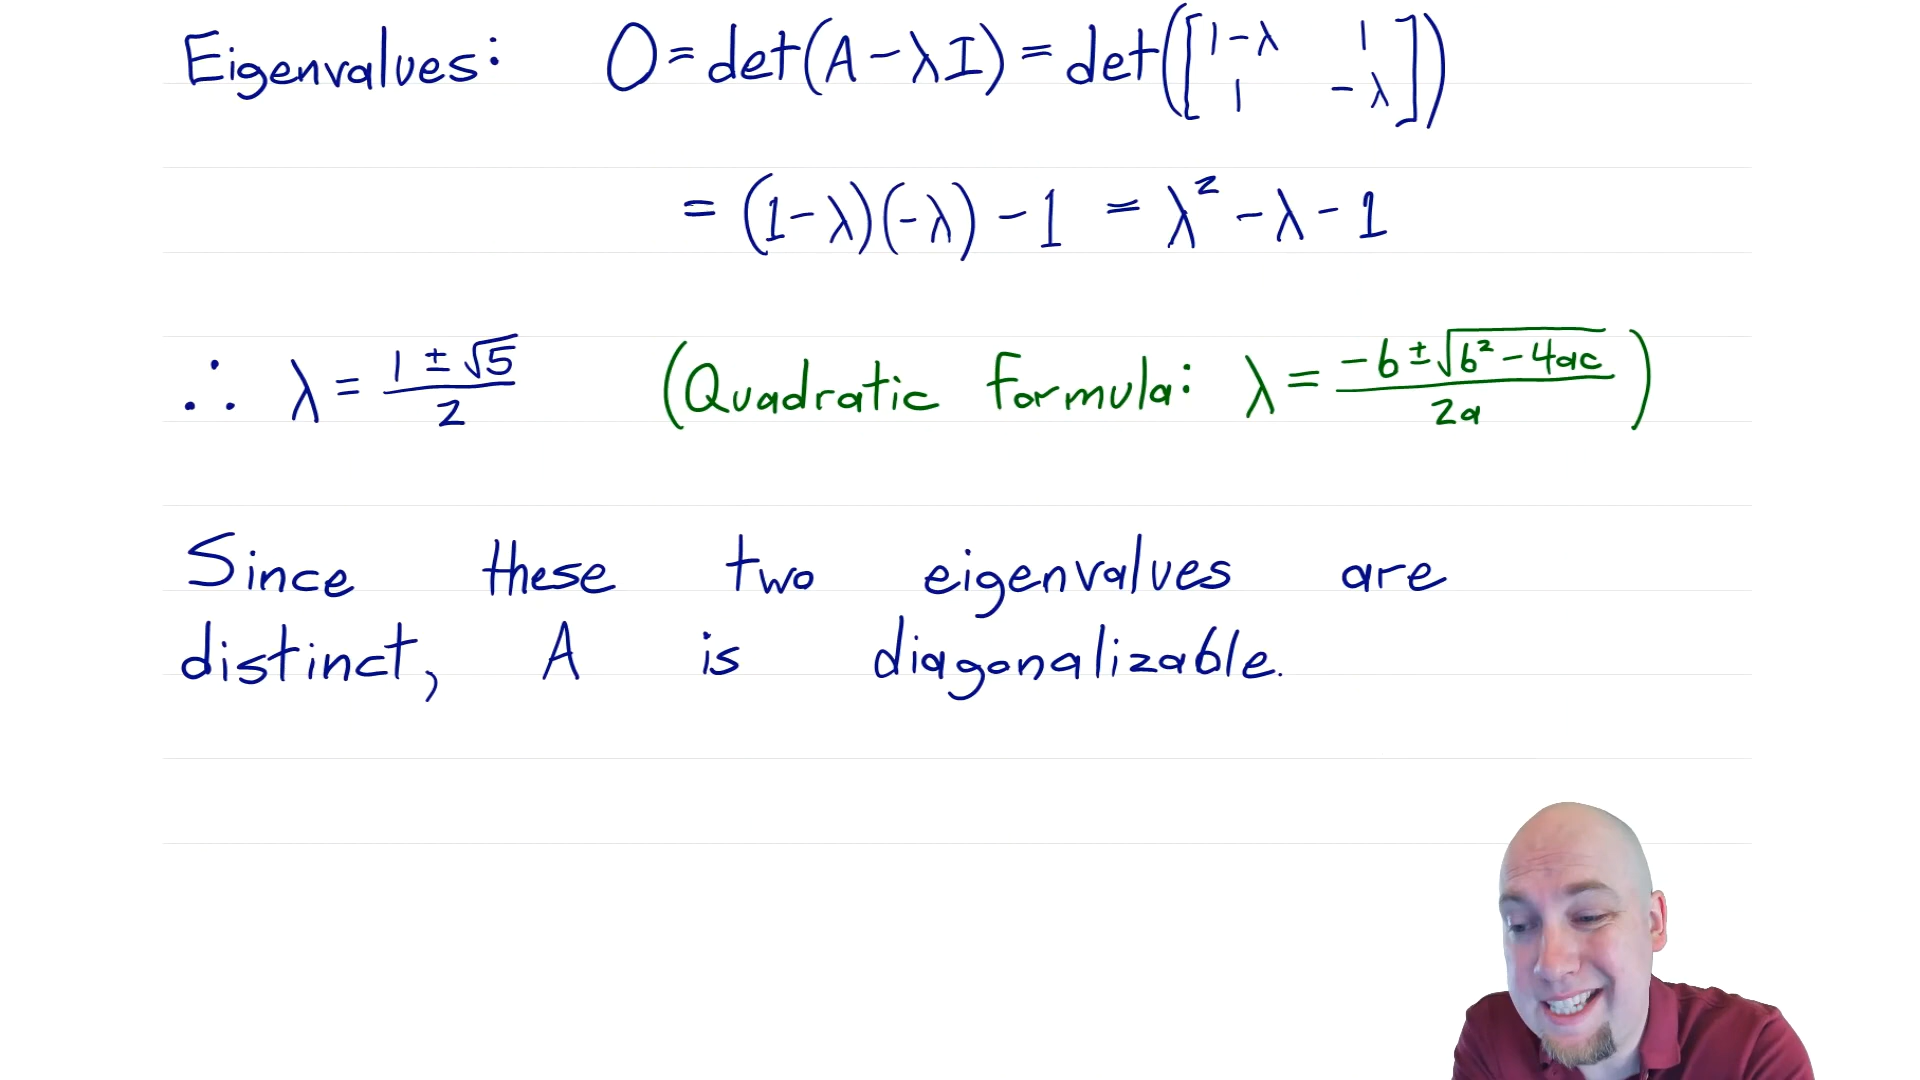 Eigenvalues: 0 = det(A - λI) = det([1-λ 1
1 -λ])
= (1-λ)(-λ) - 1 = λ² - λ - 1
∴ λ = (1 ± √5)/2 (Quadratic formula: λ = (-b ± √(b² - 4ac))/(2a))
Since these two eigenvalues are
distinct, A is diagonalizable.